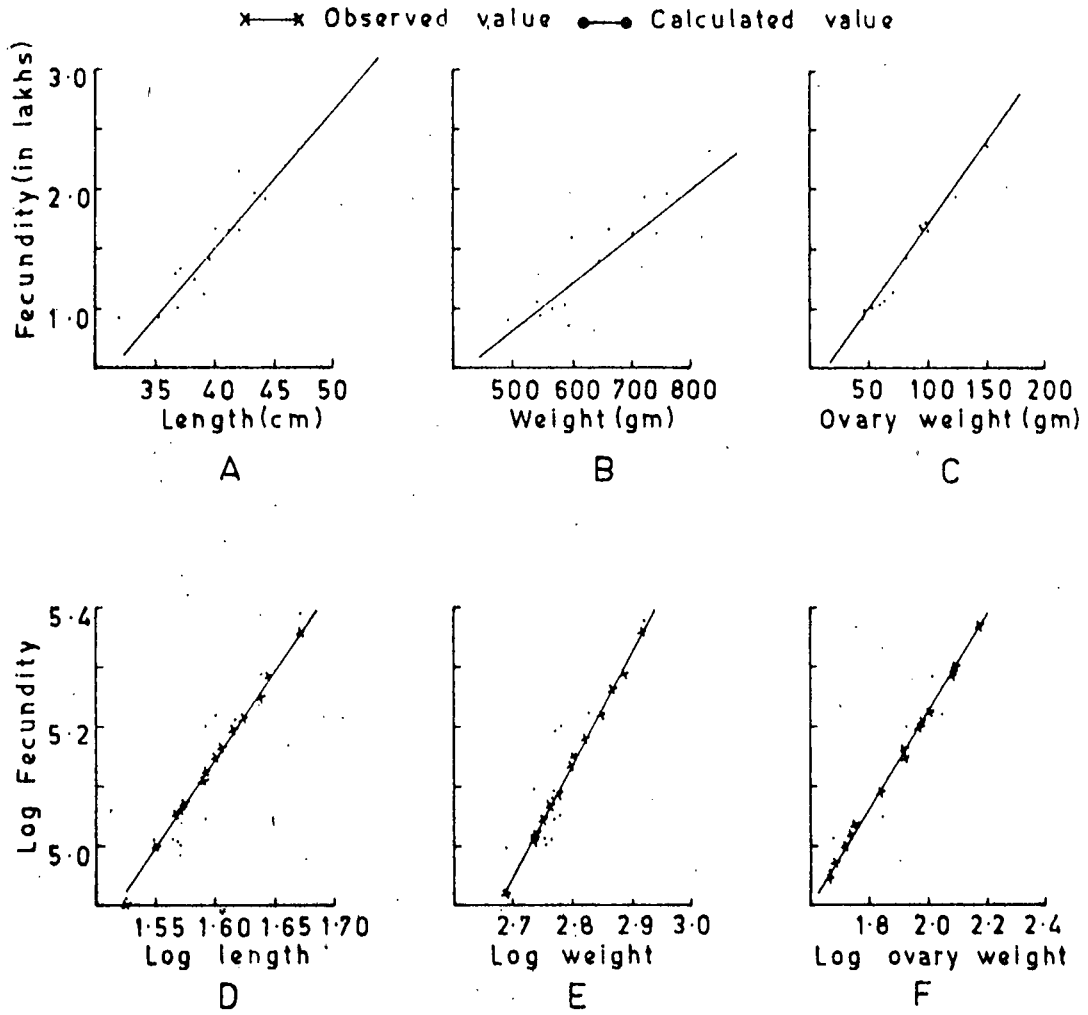 Observed value Calculated value
Fecundity (in lakhs)
3·0
2·0
1·0
35 40 45 50
Length (cm)
A
500 600 700 800
Weight (gm)
B
50 100 150 200
Ovary weight (gm)
C
Log Fecundity
5·4
5·2
5·0
1·55 1·60 1·65 1·70
Log length
D
2·7 2·8 2·9 3·0
Log weight
E
1·8 2·0 2·2 2·4
Log ovary weight
F